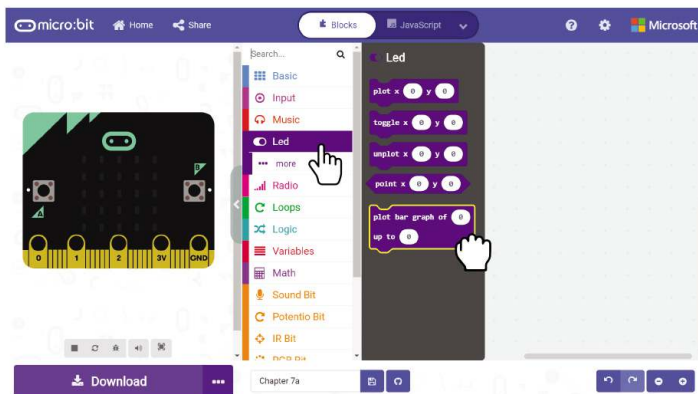 micro:bit Home Share Blocks JavaScript ? Microsoft
Search...
Basic
Input
Music
Led
••• more
Radio
Loops
Logic
Variables
Math
Sound Bit
Potentio Bit
IR Bit
Led
plot x 0 y 0
toggle x 0 y 0
unplot x 0 y 0
point x 0 y 0
plot bar graph of 0
up to 0
A
B
0 1 2 3V GND
Download •••
Chapter 7a